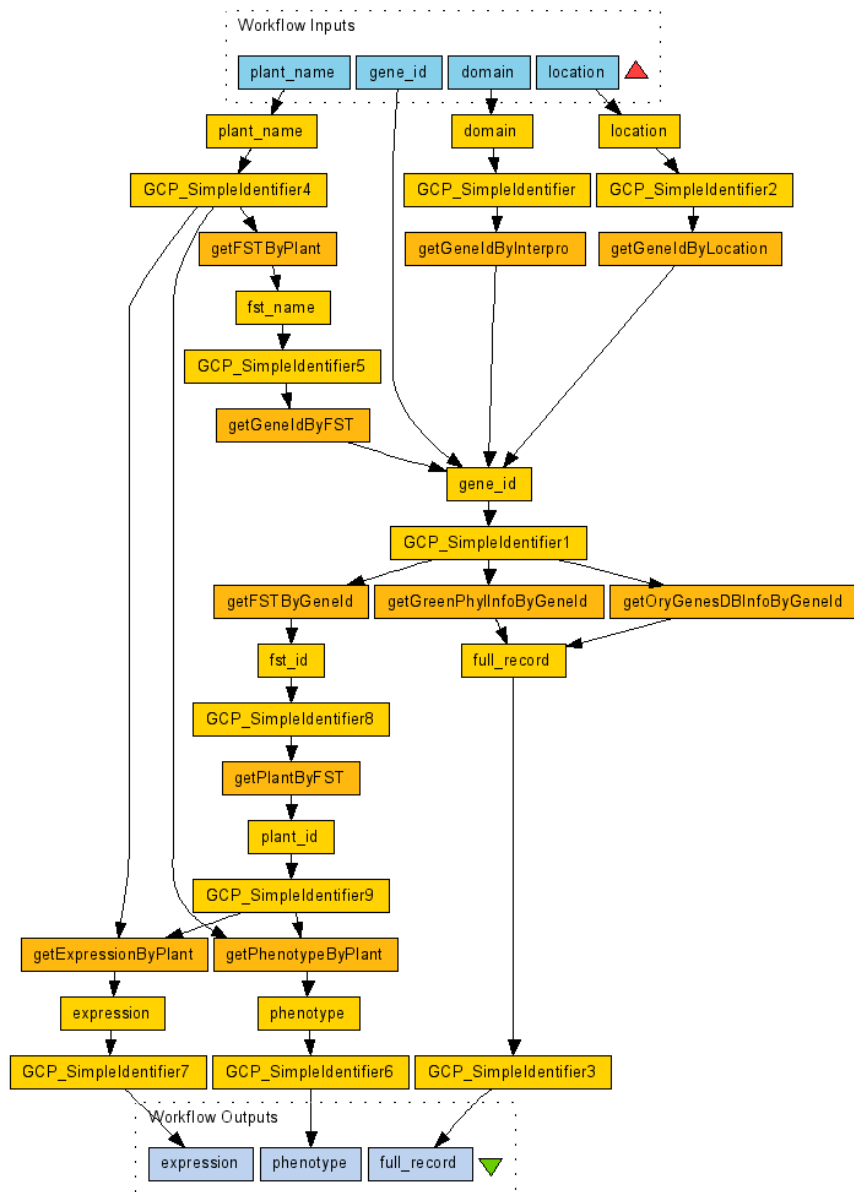 Workflow Inputs
plant_name gene_id domain location
plant_name domain location
GCP_SimpleIdentifier4 GCP_SimpleIdentifier GCP_SimpleIdentifier2
getFSTByPlant getGeneIdByInterpro getGeneIdByLocation
fst_name
GCP_SimpleIdentifier5
getGeneIdByFST
gene_id
GCP_SimpleIdentifier1
getFSTByGeneId getGreenPhylInfoByGeneId getOryGenesDBInfoByGeneId
fst_id full_record
GCP_SimpleIdentifier8
getPlantByFST
plant_id
GCP_SimpleIdentifier9
getExpressionByPlant getPhenotypeByPlant
expression phenotype
GCP_SimpleIdentifier7 GCP_SimpleIdentifier6 GCP_SimpleIdentifier3
Workflow Outputs
expression phenotype full_record